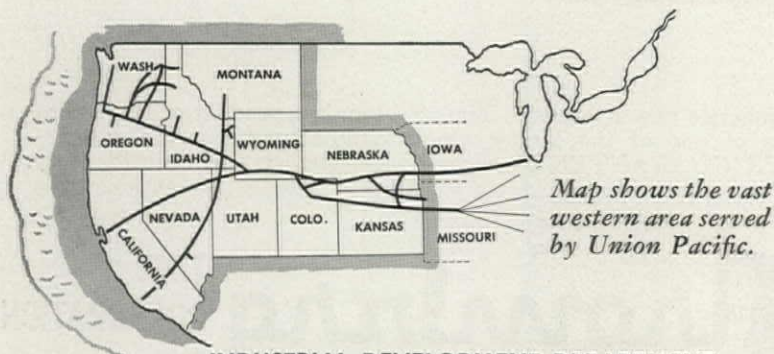 WASH.
MONTANA
OREGON
IDAHO
WYOMING
NEBRASKA
IOWA
NEVADA
UTAH
COLO.
KANSAS
MISSOURI
CALIFORNIA
Map shows the vast
western area served
by Union Pacific.